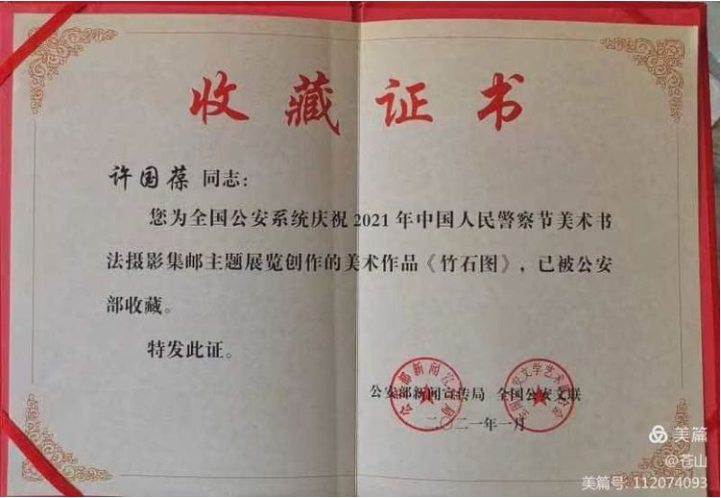 收藏证书
许国葆 同志：
您为全国公安系统庆祝2021年中国人民警察节美术书
法摄影集邮主题展览创作的美术作品《竹石图》，已被公安
部收藏。
特发此证。
公安部新闻宣传局 全国公安文联
二〇二一年一月
美篇
@苍山
美篇号: 112074093